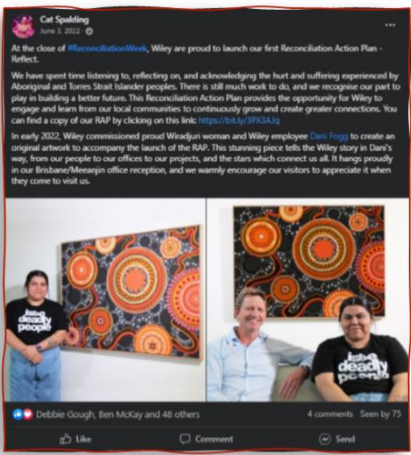 Cat Spalding
June 3, 2022 ·
At the close of #ReconciliationWeek, Wiley are proud to launch our first Reconciliation Action Plan -
Reflect.
We have spent time listening to, reflecting on, and acknowledging the hurt and suffering experienced by
Aboriginal and Torres Strait Islander peoples. There is still much work to do, and we recognise our part to
play in building a better future. This Reconciliation Action Plan provides the opportunity for Wiley to
engage and learn from our local communities to continuously grow and create greater connections. You
can find a copy of our RAP by clicking on this link: https://bit.ly/3PX3AJq
In early 2022, Wiley commissioned proud Wiradjuri woman and Wiley employee Dani Fogg to create an
original artwork to accompany the launch of the RAP. This stunning piece tells the Wiley story in Dani's
way, from our people to our offices to our projects, and the stars which connect us all. It hangs proudly
in our Brisbane/Meeanjin office reception, and we warmly encourage our visitors to appreciate it when
they come to visit us.
deadly
people
deadly
people
Debbie Gough, Ben McKay and 48 others
4 comments Seen by 75
Like
Comment
Send